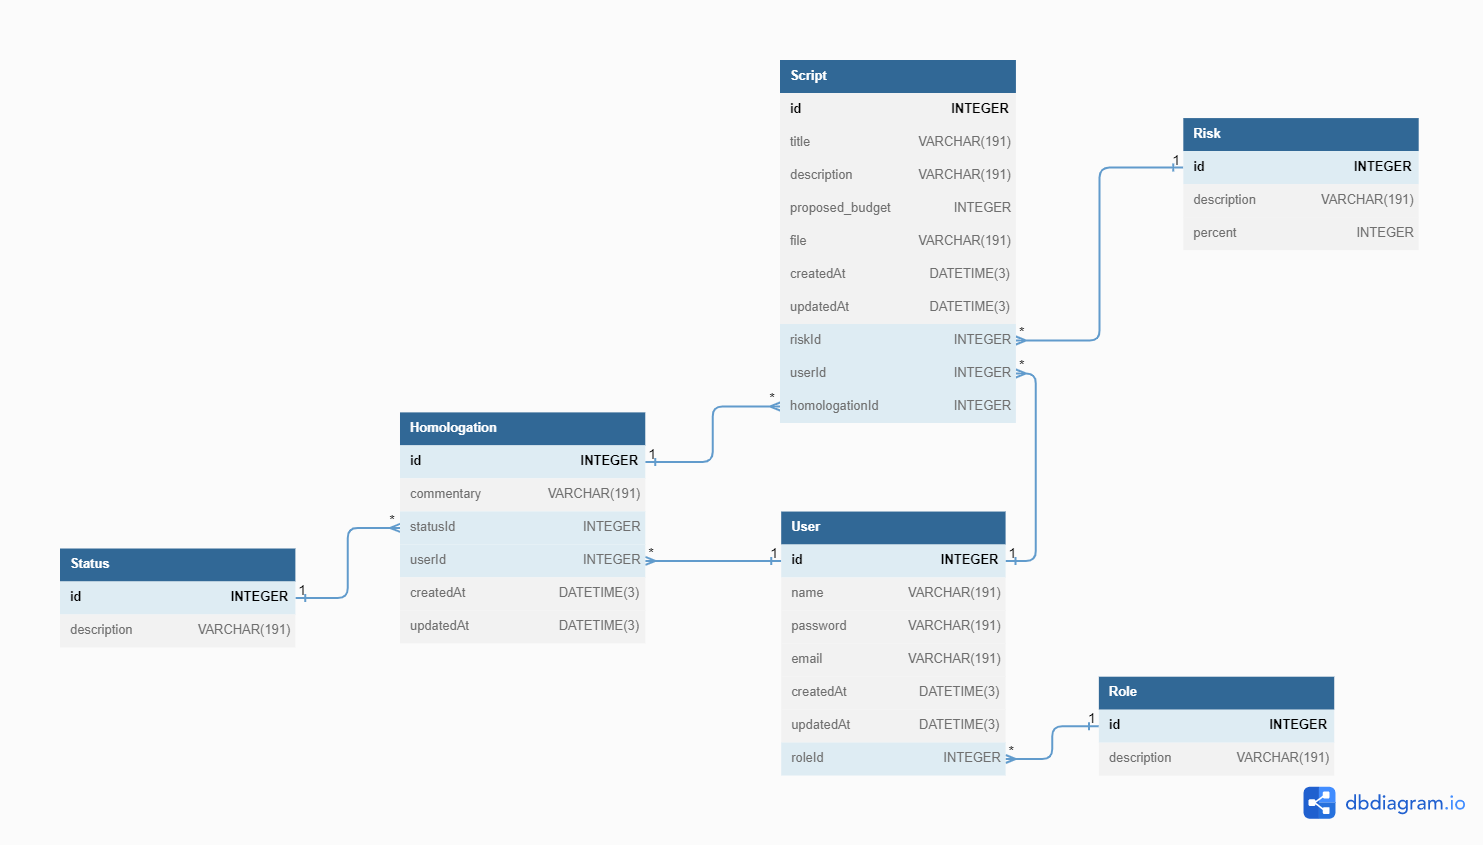 Script
id INTEGER
title VARCHAR(191)
description VARCHAR(191)
proposed_budget INTEGER
file VARCHAR(191)
createdAt DATETIME(3)
updatedAt DATETIME(3)
riskId INTEGER
userId INTEGER
homologationId INTEGER
*
*
*
Risk
1
id INTEGER
description VARCHAR(191)
percent INTEGER
Homologation
id INTEGER
1
commentary VARCHAR(191)
*
statusId INTEGER
userId INTEGER
*
createdAt DATETIME(3)
updatedAt DATETIME(3)
Status
id INTEGER
1
description VARCHAR(191)
User
1
id INTEGER
1
name VARCHAR(191)
password VARCHAR(191)
email VARCHAR(191)
createdAt DATETIME(3)
updatedAt DATETIME(3)
roleId INTEGER
*
Role
1
id INTEGER
description VARCHAR(191)
dbdiagram.io